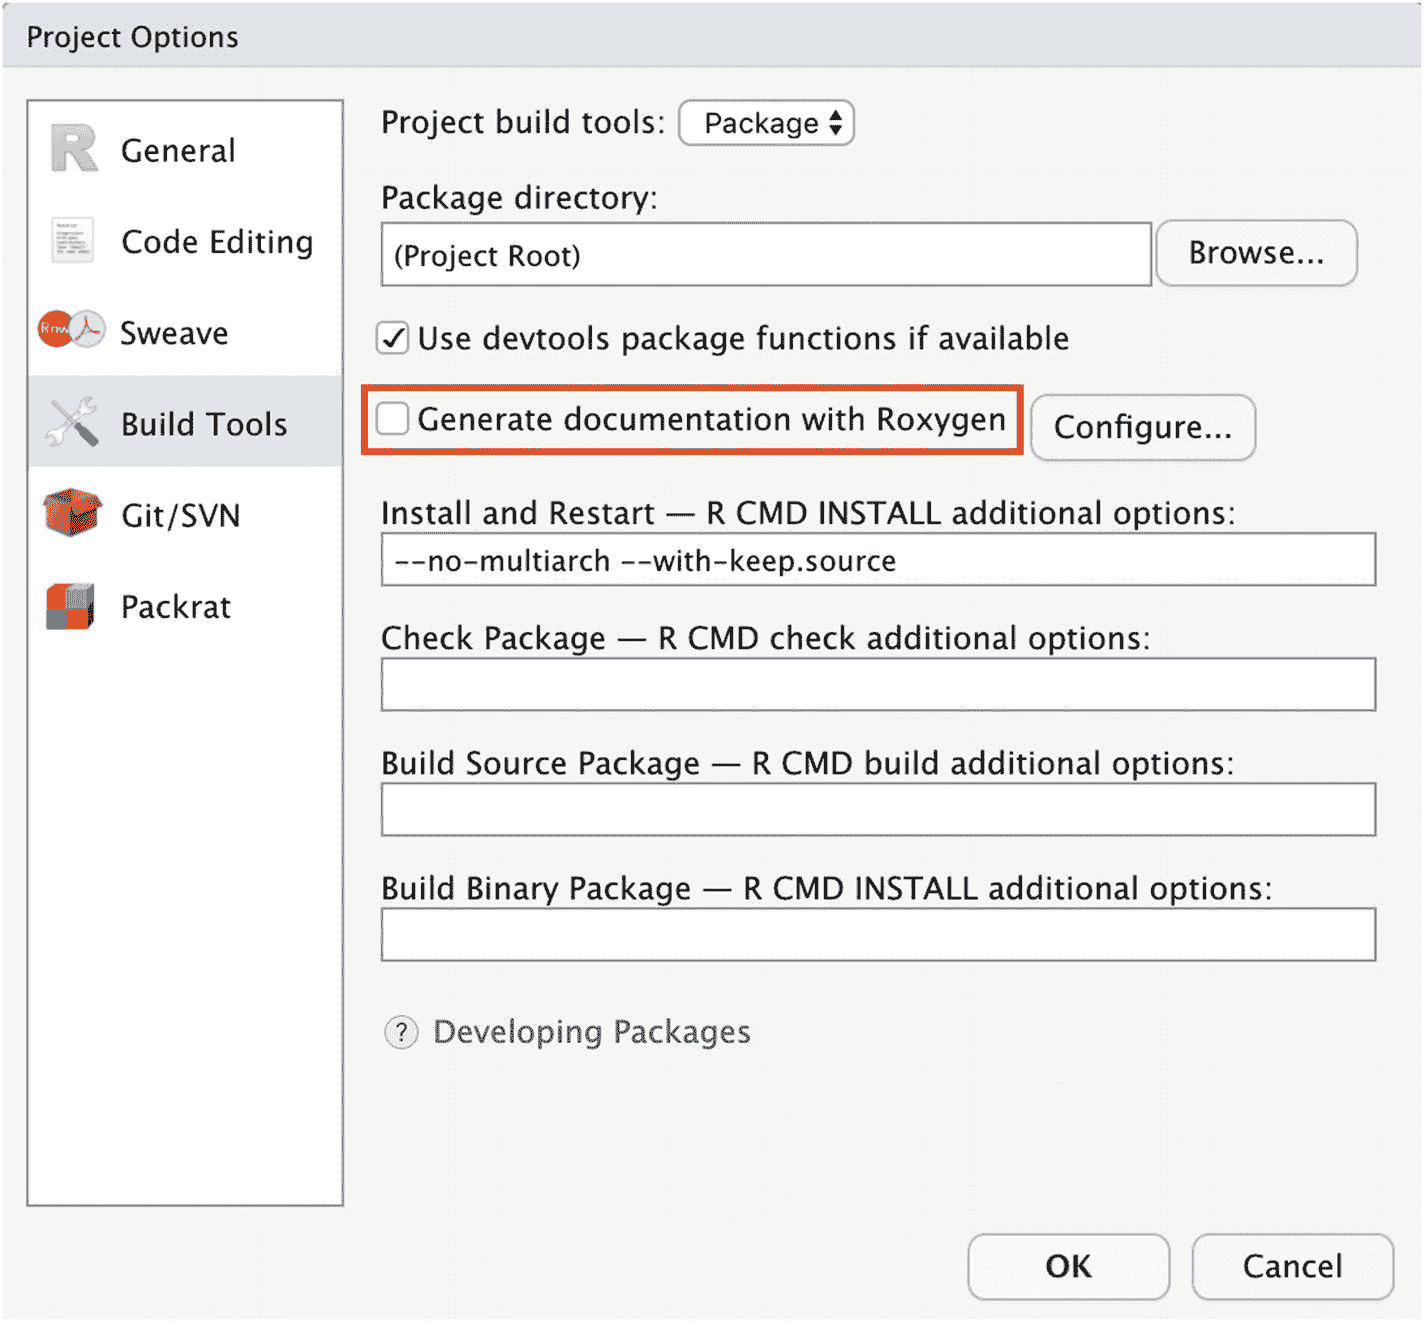 Project Options
General
Code Editing
Sweave
Build Tools
Git/SVN
Packrat
Project build tools: Package
Package directory:
(Project Root) Browse...
Use devtools package functions if available
Generate documentation with Roxygen Configure...
Install and Restart — R CMD INSTALL additional options:
--no-multiarch --with-keep.source
Check Package — R CMD check additional options:
Build Source Package — R CMD build additional options:
Build Binary Package — R CMD INSTALL additional options:
? Developing Packages
OK Cancel